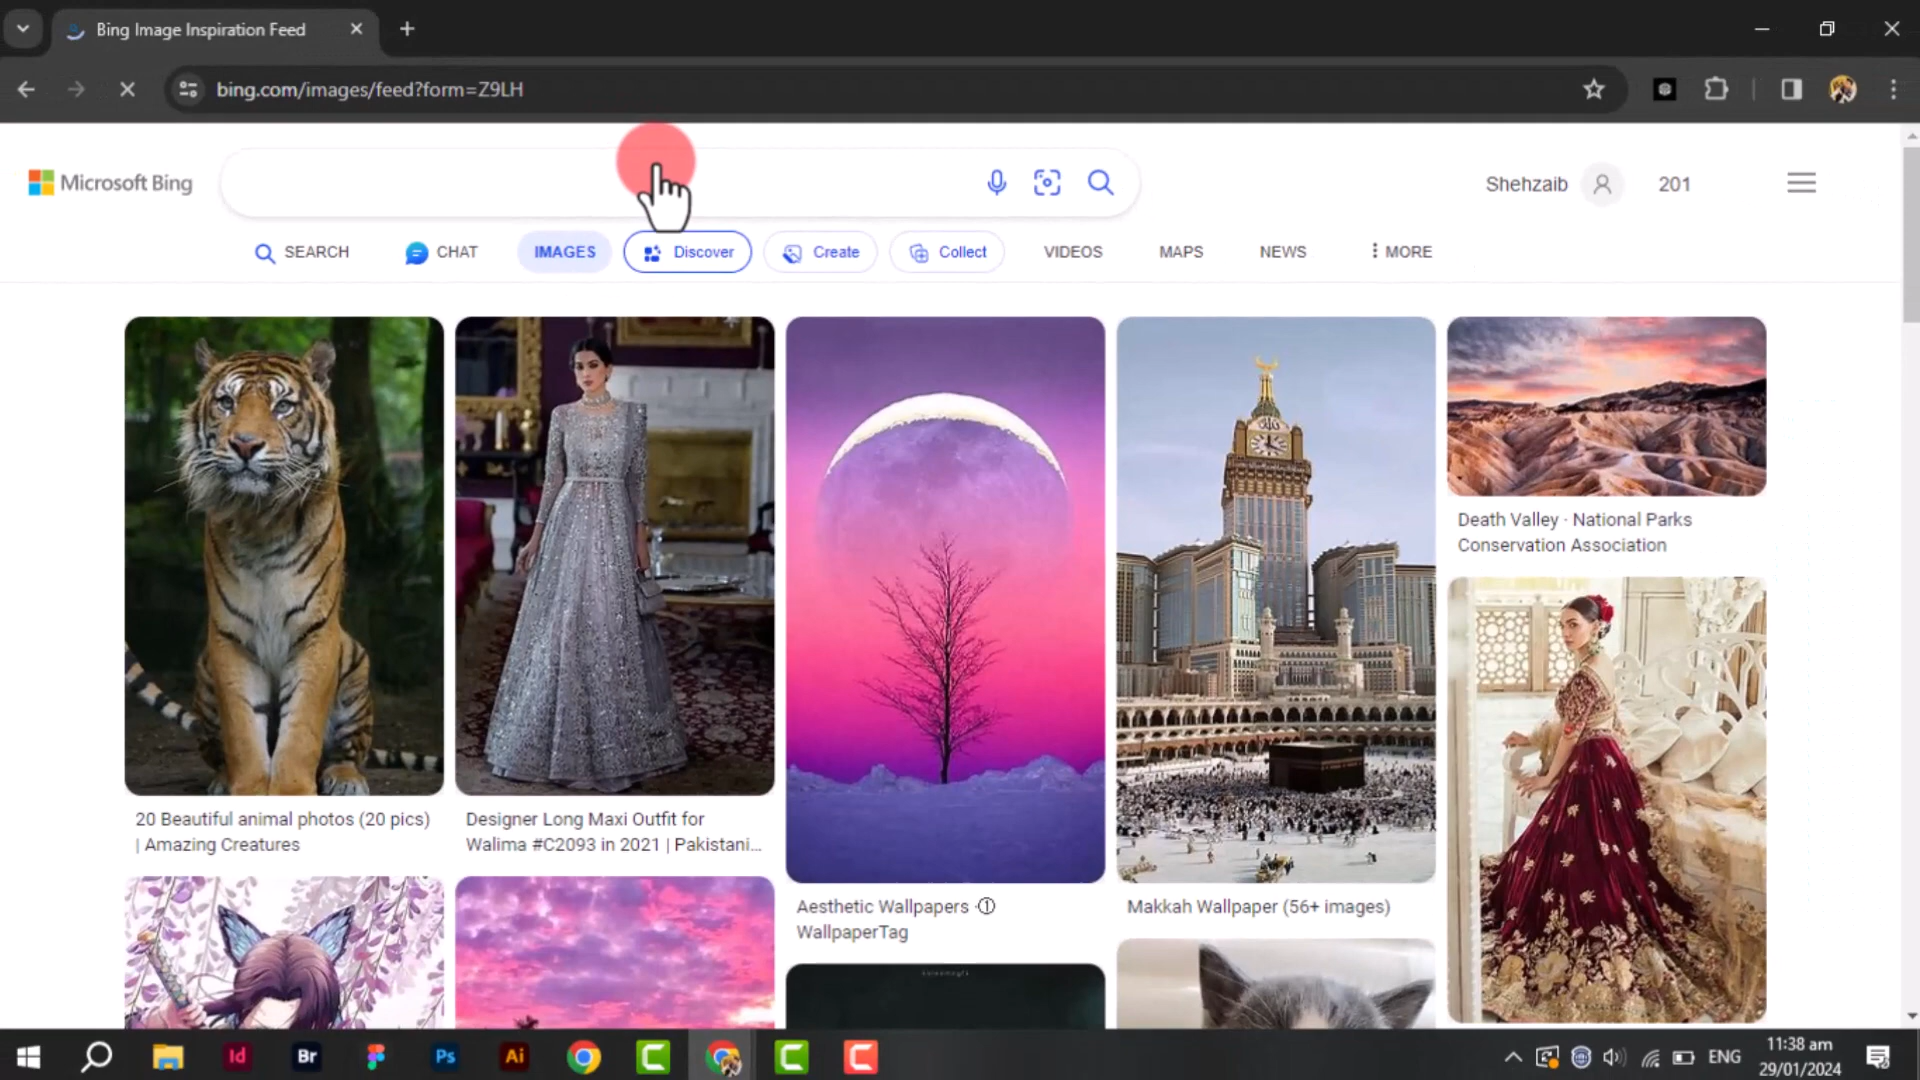 Bing Image Inspiration Feed
bing.com/images/feed?form=Z9LH
Microsoft Bing
Shehzaib
201
SEARCH
CHAT
IMAGES
Discover
Create
Collect
VIDEOS
MAPS
NEWS
MORE
20 Beautiful animal photos (20 pics)
| Amazing Creatures
Designer Long Maxi Outfit for
Walima #C2093 in 2021 | Pakistani...
Aesthetic Wallpapers ·①
WallpaperTag
Makkah Wallpaper (56+ images)
Death Valley · National Parks
Conservation Association
Id
Br
Ps
Ai
ENG
11:38 am
29/01/2024